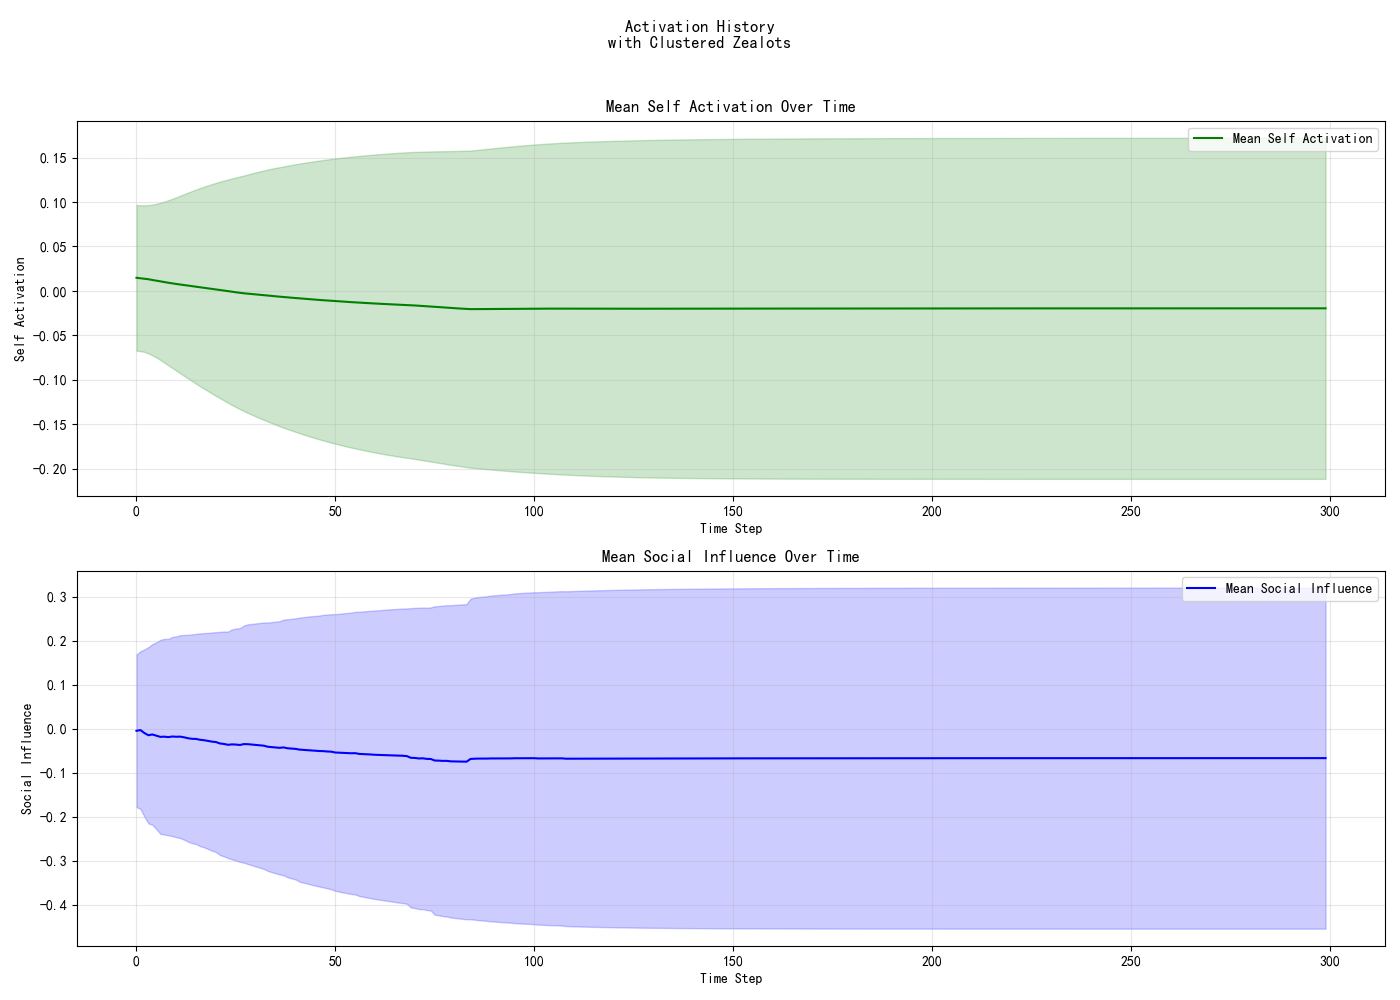 Activation History
with Clustered Zealots
Mean Self Activation Over Time
Mean Self Activation
Self Activation
0.15
0.10
0.05
0.00
−0.05
−0.10
−0.15
−0.20
0 50 100 150 200 250 300
Time Step
Mean Social Influence Over Time
Mean Social Influence
Social Influence
0.3
0.2
0.1
0.0
−0.1
−0.2
−0.3
−0.4
0 50 100 150 200 250 300
Time Step